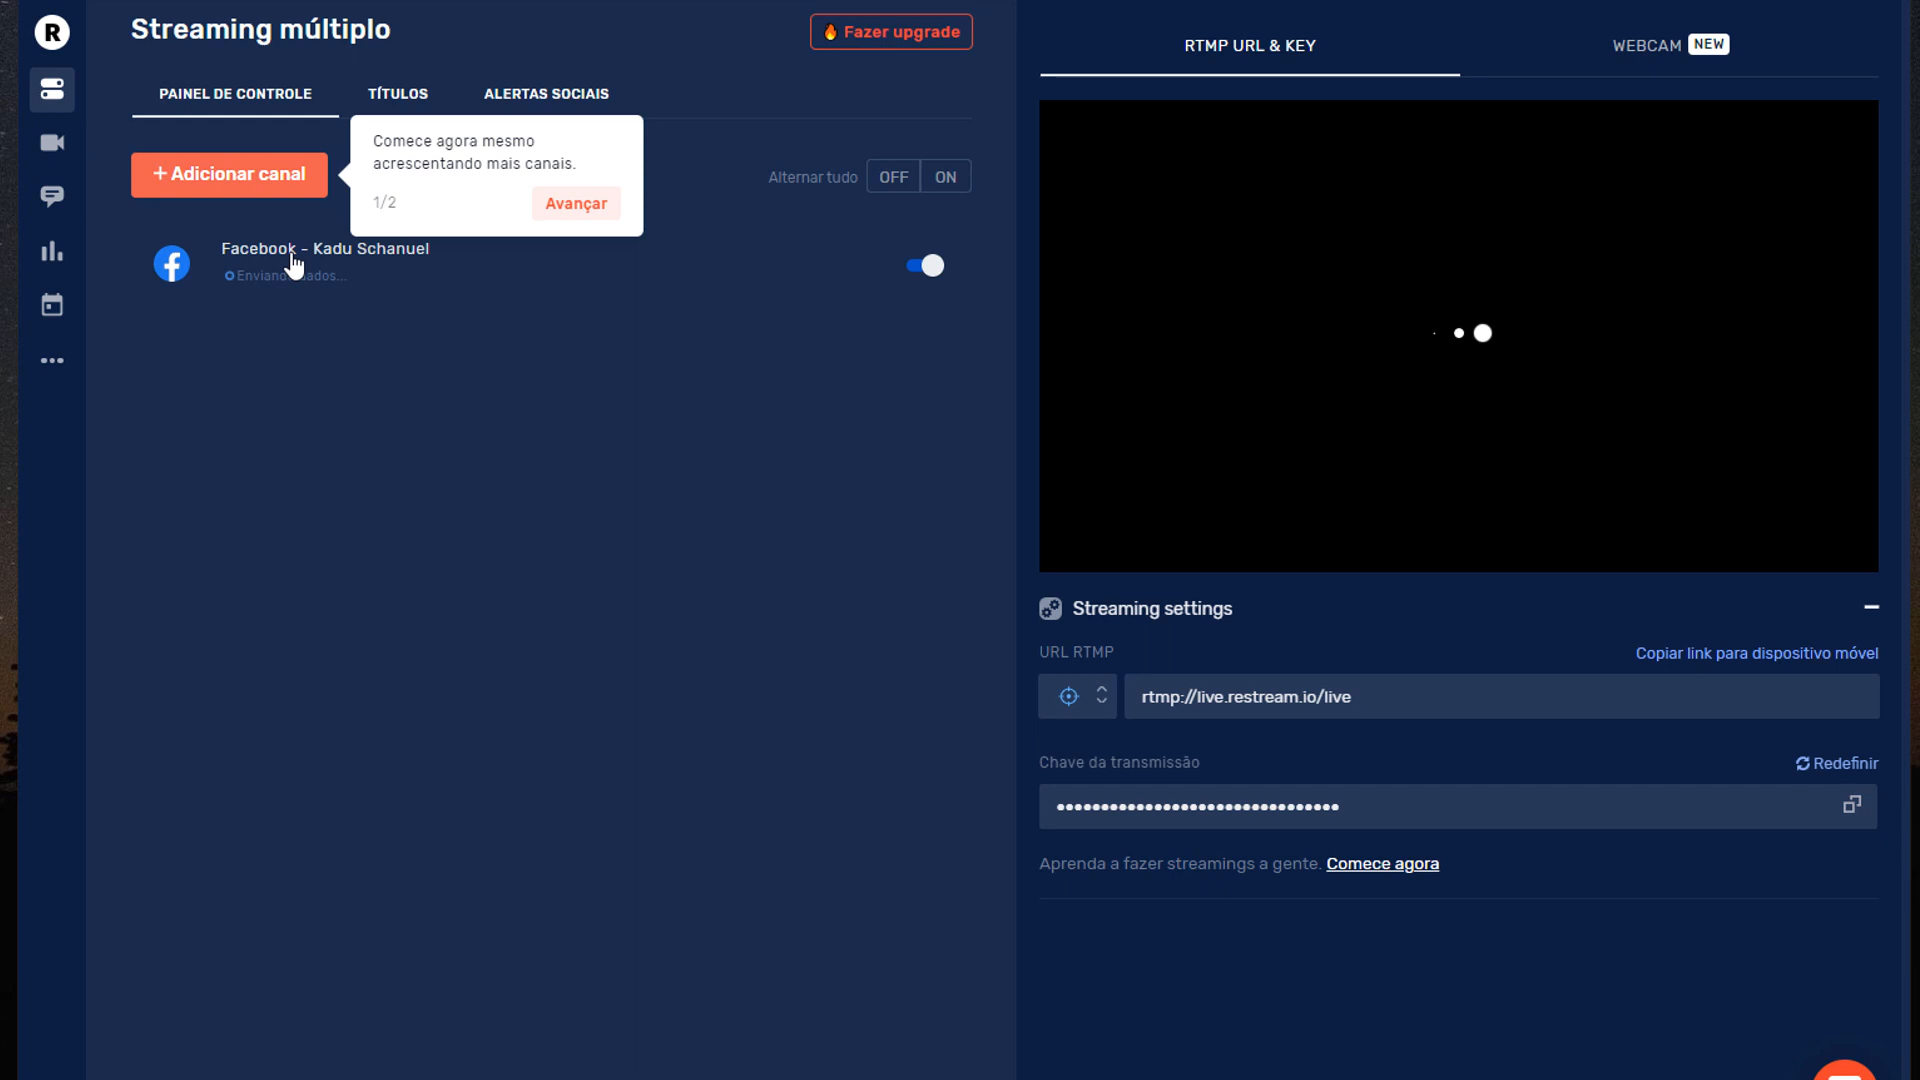 R
Streaming múltiplo
Fazer upgrade
PAINEL DE CONTROLE
TÍTULOS
ALERTAS SOCIAIS
+ Adicionar canal
Comece agora mesmo
acrescentando mais canais.
1/2
Avançar
Alternar tudo
OFF
ON
Facebook - Kadu Schanuel
RTMP URL & KEY
WEBCAM NEW
Streaming settings
URL RTMP
Copiar link para dispositivo móvel
rtmp://live.restream.io/live
Chave da transmissão
Redefinir
••••••••••••••••••••••••••••••••
Aprenda a fazer streamings a gente. Comece agora